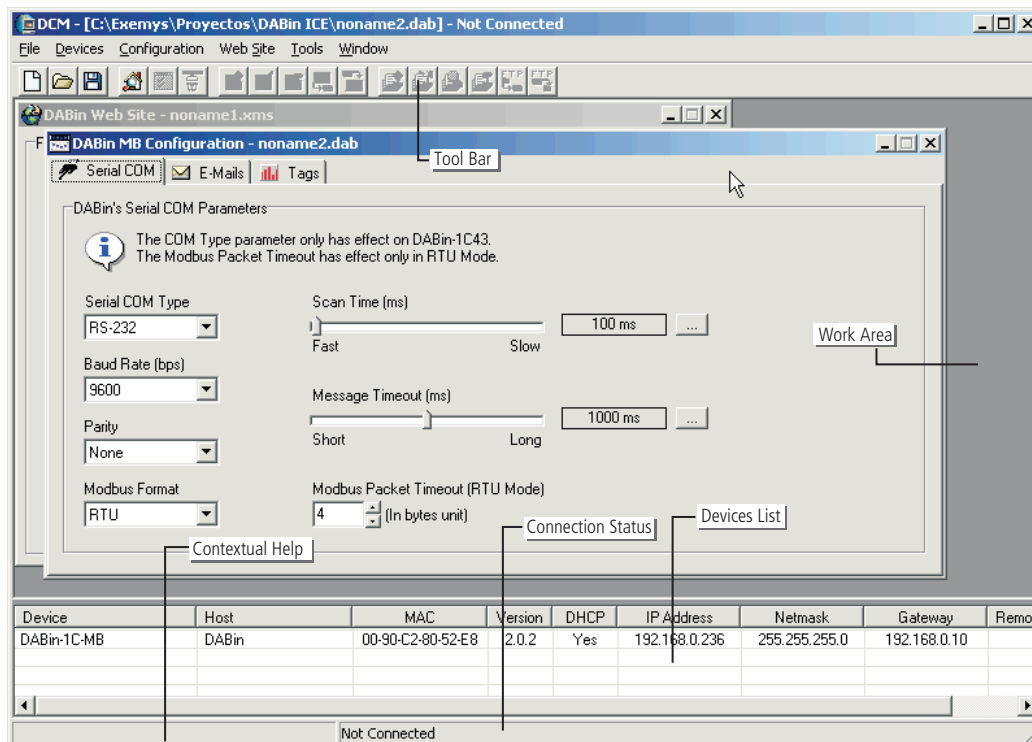 DCM - [C:\Exemys\Proyectos\DABin ICE\noname2.dab] - Not Connected
File Devices Configuration Web Site Tools Window
DABin Web Site - noname1.xms
F
DABin MB Configuration - noname2.dab
Tool Bar
Serial COM E-Mails Tags
DABin's Serial COM Parameters
The COM Type parameter only has effect on DABin-1C43.
The Modbus Packet Timeout has effect only in RTU Mode.
Serial COM Type Scan Time (ms)
RS-232 100 ms ...
Fast Slow
Work Area
Baud Rate (bps)
9600
Message Timeout (ms)
1000 ms ...
Parity
Short Long
None
Modbus Format Modbus Packet Timeout (RTU Mode)
RTU 4 (In bytes unit)
Connection Status Devices List
Contextual Help
Device Host MAC Version DHCP IP Address Netmask Gateway Remo
DABin-1C-MB DABin 00-90-C2-80-52-E8 2.0.2 Yes 192.168.0.236 255.255.255.0 192.168.0.10
Not Connected